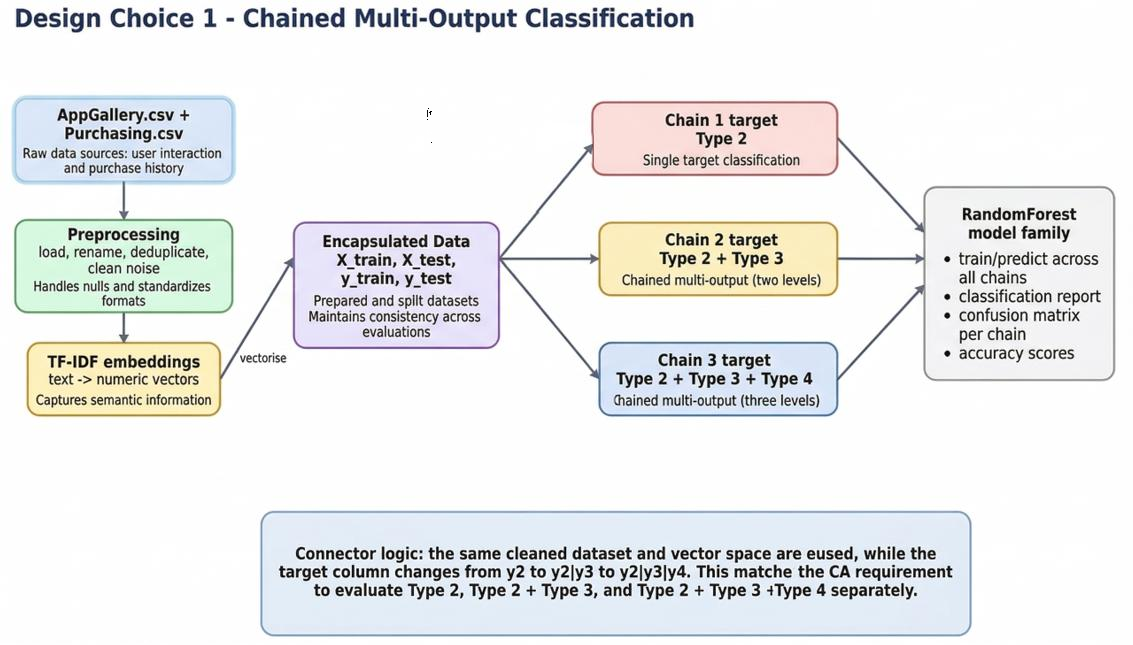 Design Choice 1 - Chained Multi-Output Classification
AppGallery.csv +
Purchasing.csv
Raw data sources: user interaction
and purchase history
Preprocessing
load, rename, deduplicate,
clean noise
Handles nulls and standardizes
formats
TF-IDF embeddings
text -> numeric vectors
Captures semantic information
vectorise
Encapsulated Data
X_train, X_test,
y_train, y_test
Prepared and split datasets
Maintains consistency across
evaluations
Chain 1 target
Type 2
Single target classification
Chain 2 target
Type 2 + Type 3
Chained multi-output (two levels)
Chain 3 target
Type 2 + Type 3 + Type 4
Chained multi-output (three levels)
RandomForest
model family
• train/predict across
all chains
• classification report
• confusion matrix
per chain
• accuracy scores
Connector logic: the same cleaned dataset and vector space are eused, while the
target column changes from y2 to y2|y3 to y2|y3|y4. This matche the CA requirement
to evaluate Type 2, Type 2 + Type 3, and Type 2 + Type 3 +Type 4 separately.